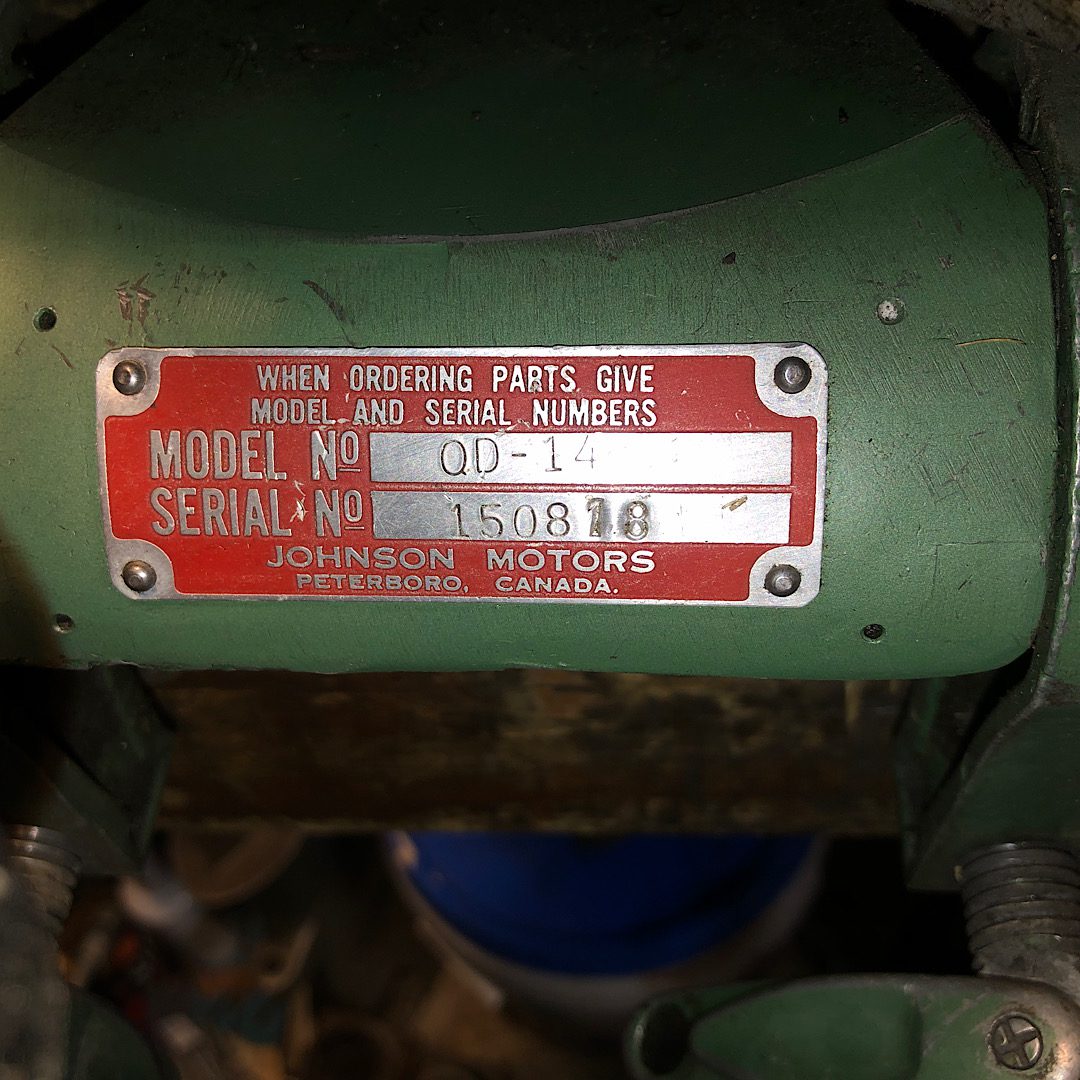 WHEN ORDERING PARTS GIVE
MODEL AND SERIAL NUMBERS
MODEL Nº QD-14
SERIAL Nº
JOHNSON MOTORS
PETERBORO, CANADA.